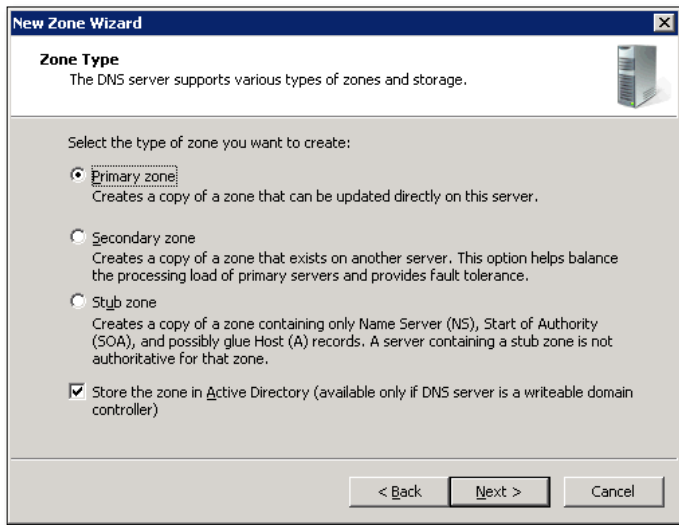 New Zone Wizard
Zone Type
The DNS server supports various types of zones and storage.
Select the type of zone you want to create:
Primary zone
Creates a copy of a zone that can be updated directly on this server.
Secondary zone
Creates a copy of a zone that exists on another server. This option helps balance
the processing load of primary servers and provides fault tolerance.
Stub zone
Creates a copy of a zone containing only Name Server (NS), Start of Authority
(SOA), and possibly glue Host (A) records. A server containing a stub zone is not
authoritative for that zone.
Store the zone in Active Directory (available only if DNS server is a writeable domain
controller)
< Back Next > Cancel